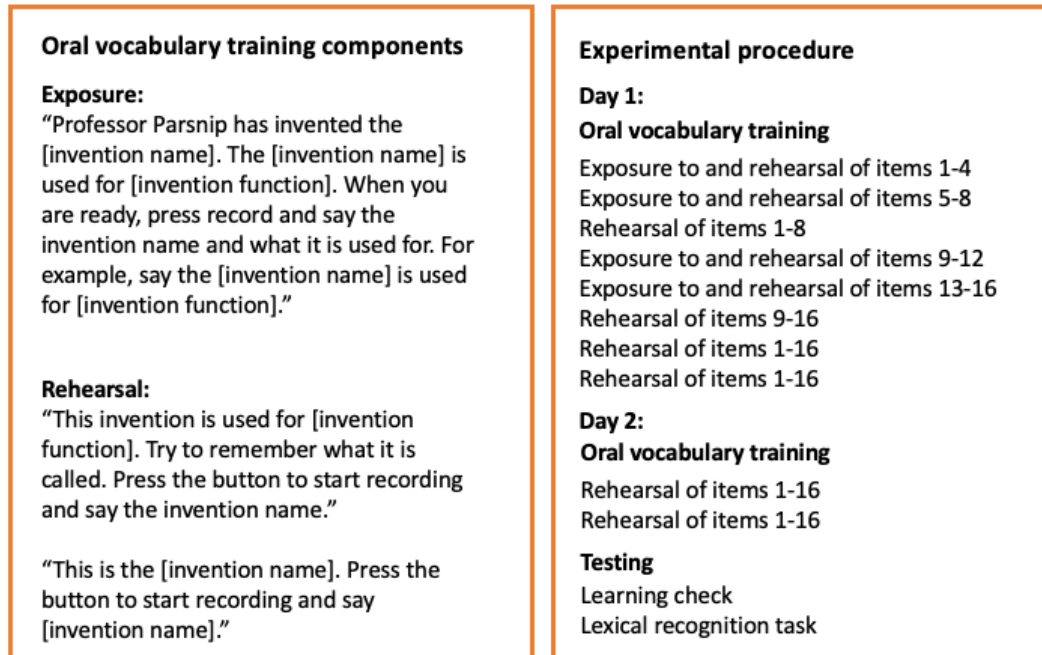 Oral vocabulary training components
Exposure:
“Professor Parsnip has invented the
[invention name]. The [invention name] is
used for [invention function]. When you
are ready, press record and say the
invention name and what it is used for. For
example, say the [invention name] is used
for [invention function].”
Rehearsal:
“This invention is used for [invention
function]. Try to remember what it is
called. Press the button to start recording
and say the invention name.”
“This is the [invention name]. Press the
button to start recording and say
[invention name].”
Experimental procedure
Day 1:
Oral vocabulary training
Exposure to and rehearsal of items 1-4
Exposure to and rehearsal of items 5-8
Rehearsal of items 1-8
Exposure to and rehearsal of items 9-12
Exposure to and rehearsal of items 13-16
Rehearsal of items 9-16
Rehearsal of items 1-16
Rehearsal of items 1-16
Day 2:
Oral vocabulary training
Rehearsal of items 1-16
Rehearsal of items 1-16
Testing
Learning check
Lexical recognition task